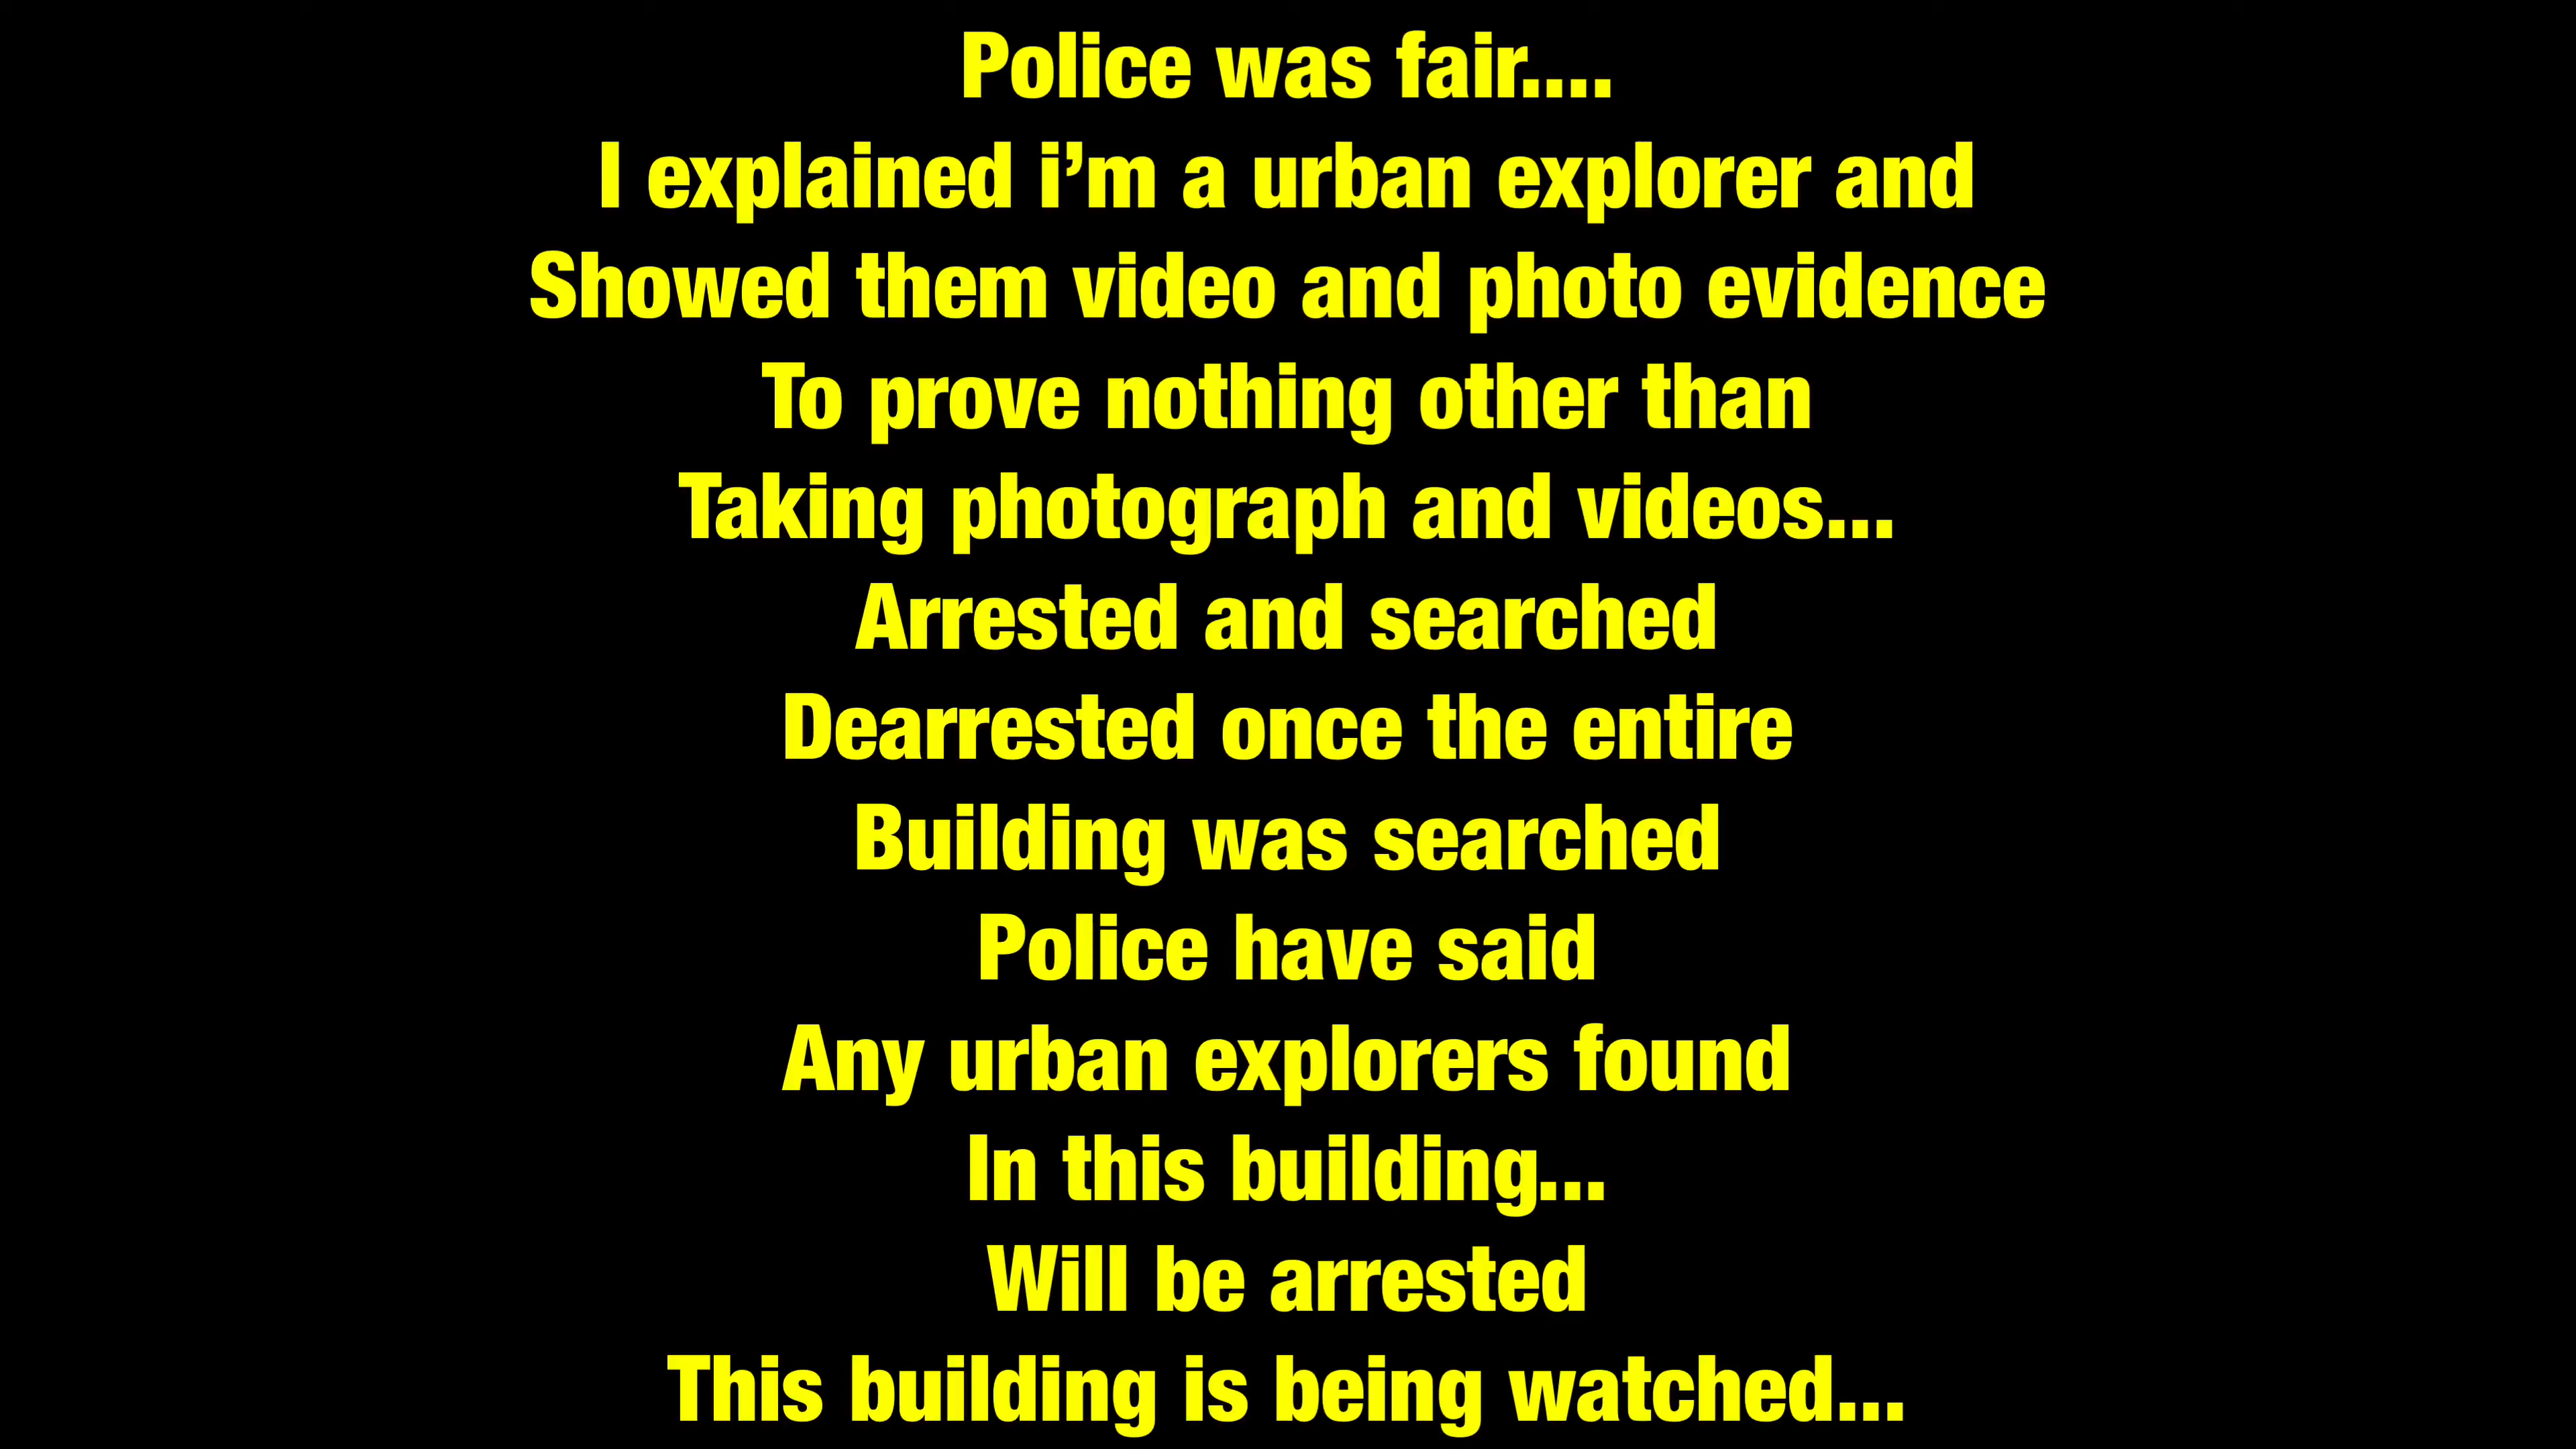 Police was fair....
I explained i’m a urban explorer and
Showed them video and photo evidence
To prove nothing other than
Taking photograph and videos...
Arrested and searched
Dearrested once the entire
Building was searched
Police have said
Any urban explorers found
In this building...
Will be arrested
This building is being watched...